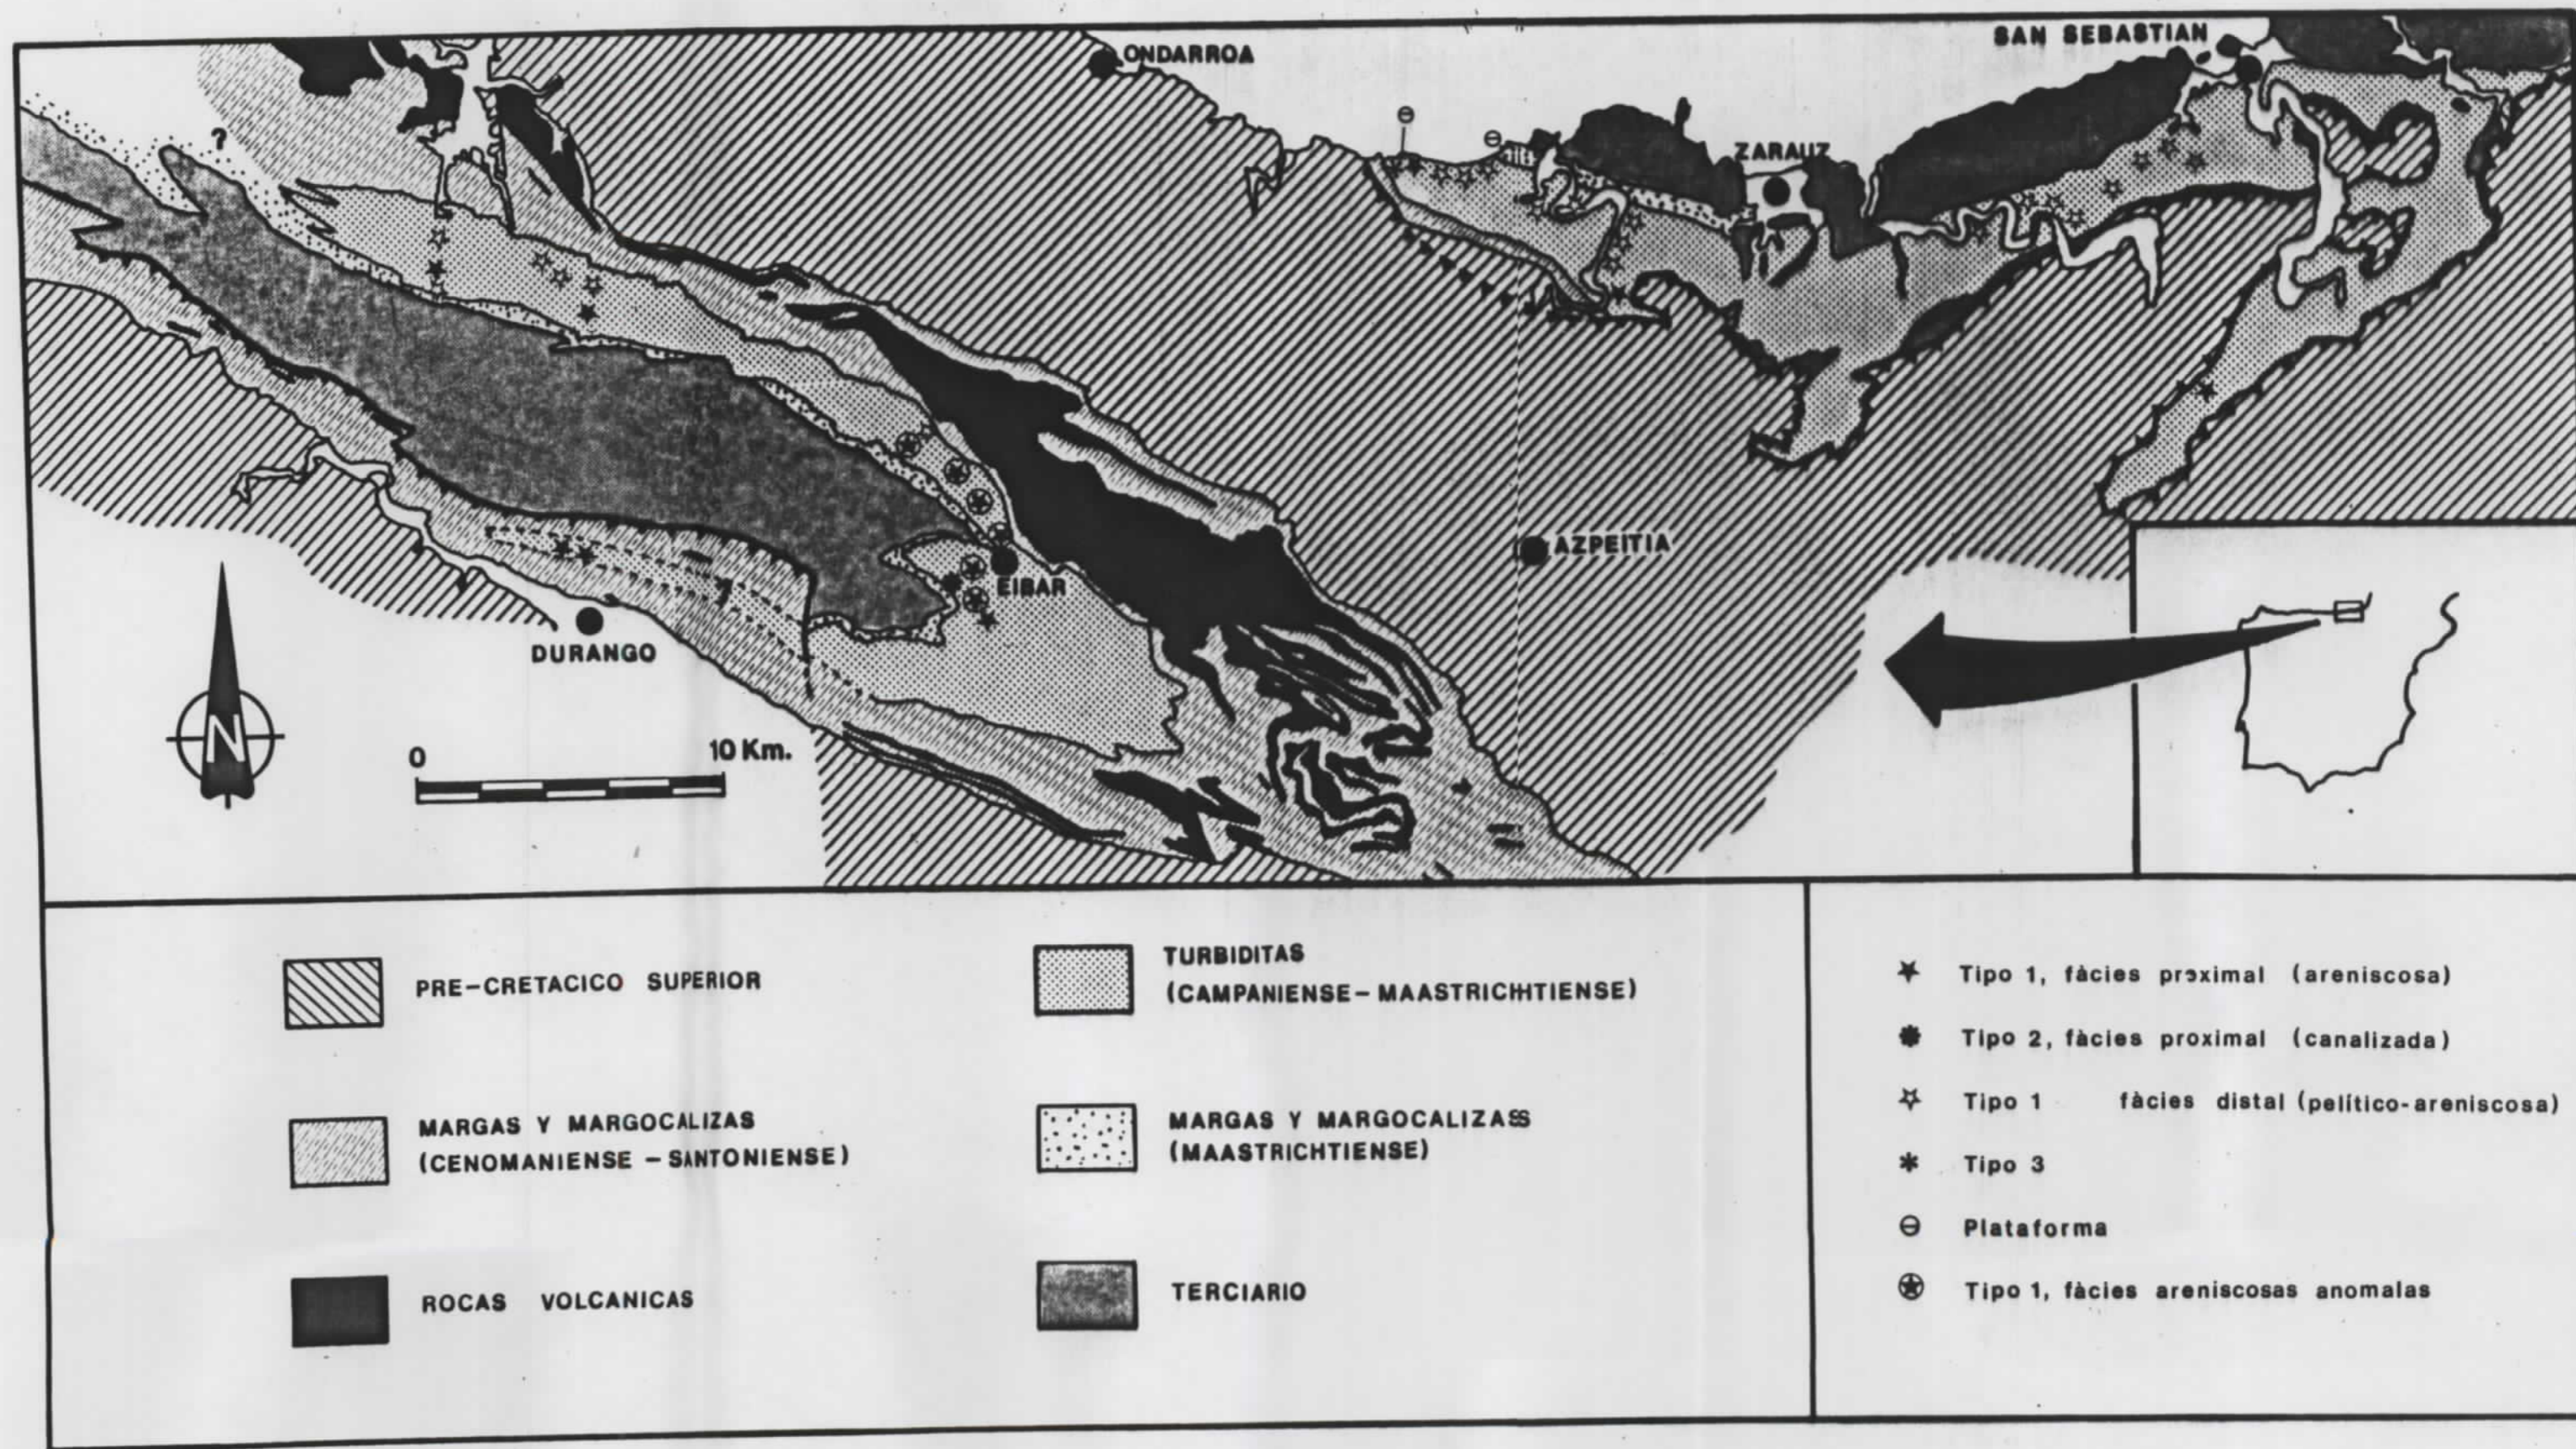 SAN SEBASTIAN
ONDARROA
ZARAUZ
?
AZPEITIA
EIBAR
?
DURANGO
N
0 10 Km.
PRE-CRETACICO SUPERIOR
MARGAS Y MARGOCALIZAS
(CENOMANIENSE - SANTONIENSE)
ROCAS VOLCANICAS
TURBIDITAS
(CAMPANIENSE - MAASTRICHHTIENSE)
MARGAS Y MARGOCALIZASS
(MAASTRICHTIENSE)
TERCIARIO
Tipo 1, fàcies proximal (areniscosa)
Tipo 2, fàcies proximal (canalizada)
Tipo 1 fàcies distal (pelítico-areniscosa)
Tipo 3
Plataforma
Tipo 1, fàcies areniscosas anomalas